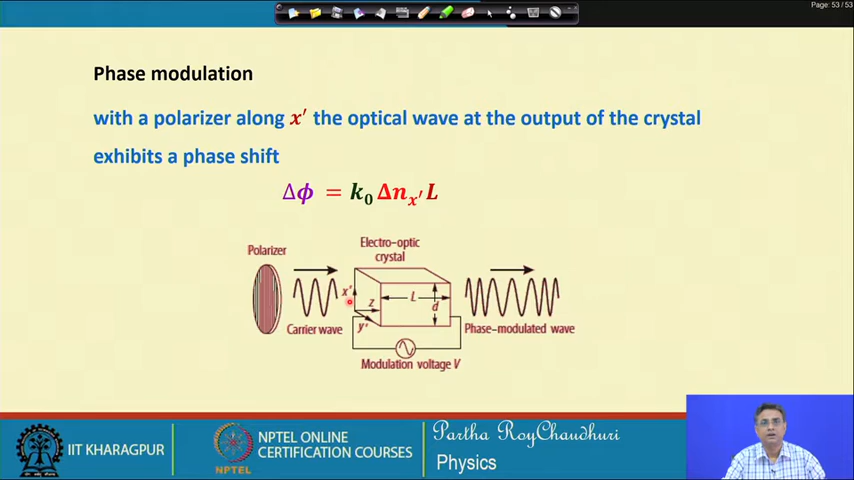 Page: 53 / 53
Phase modulation
with a polarizer along x′ the optical wave at the output of the crystal
exhibits a phase shift
Δϕ = k₀ Δnₓ′ L
Polarizer
Electro-optic
crystal
x′
z
L
d
y′
Carrier wave
Phase-modulated wave
Modulation voltage V
IIT KHARAGPUR
NPTEL
NPTEL ONLINE
CERTIFICATION COURSES
Partha RoyChaudhuri
Physics